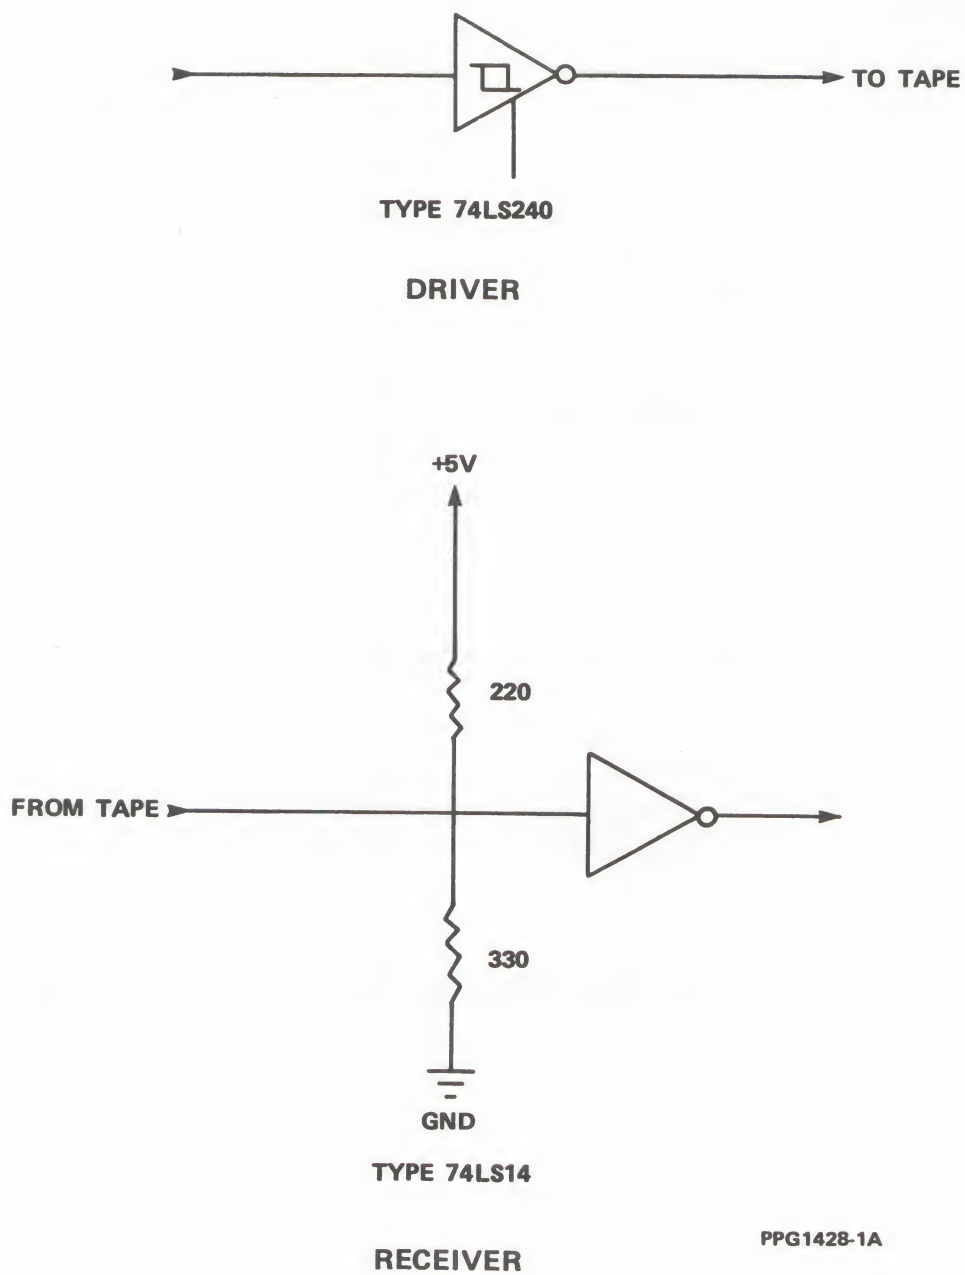 TO TAPE
TYPE 74LS240
DRIVER
+5V
220
FROM TAPE
330
GND
TYPE 74LS14
PPG1428-1A
RECEIVER